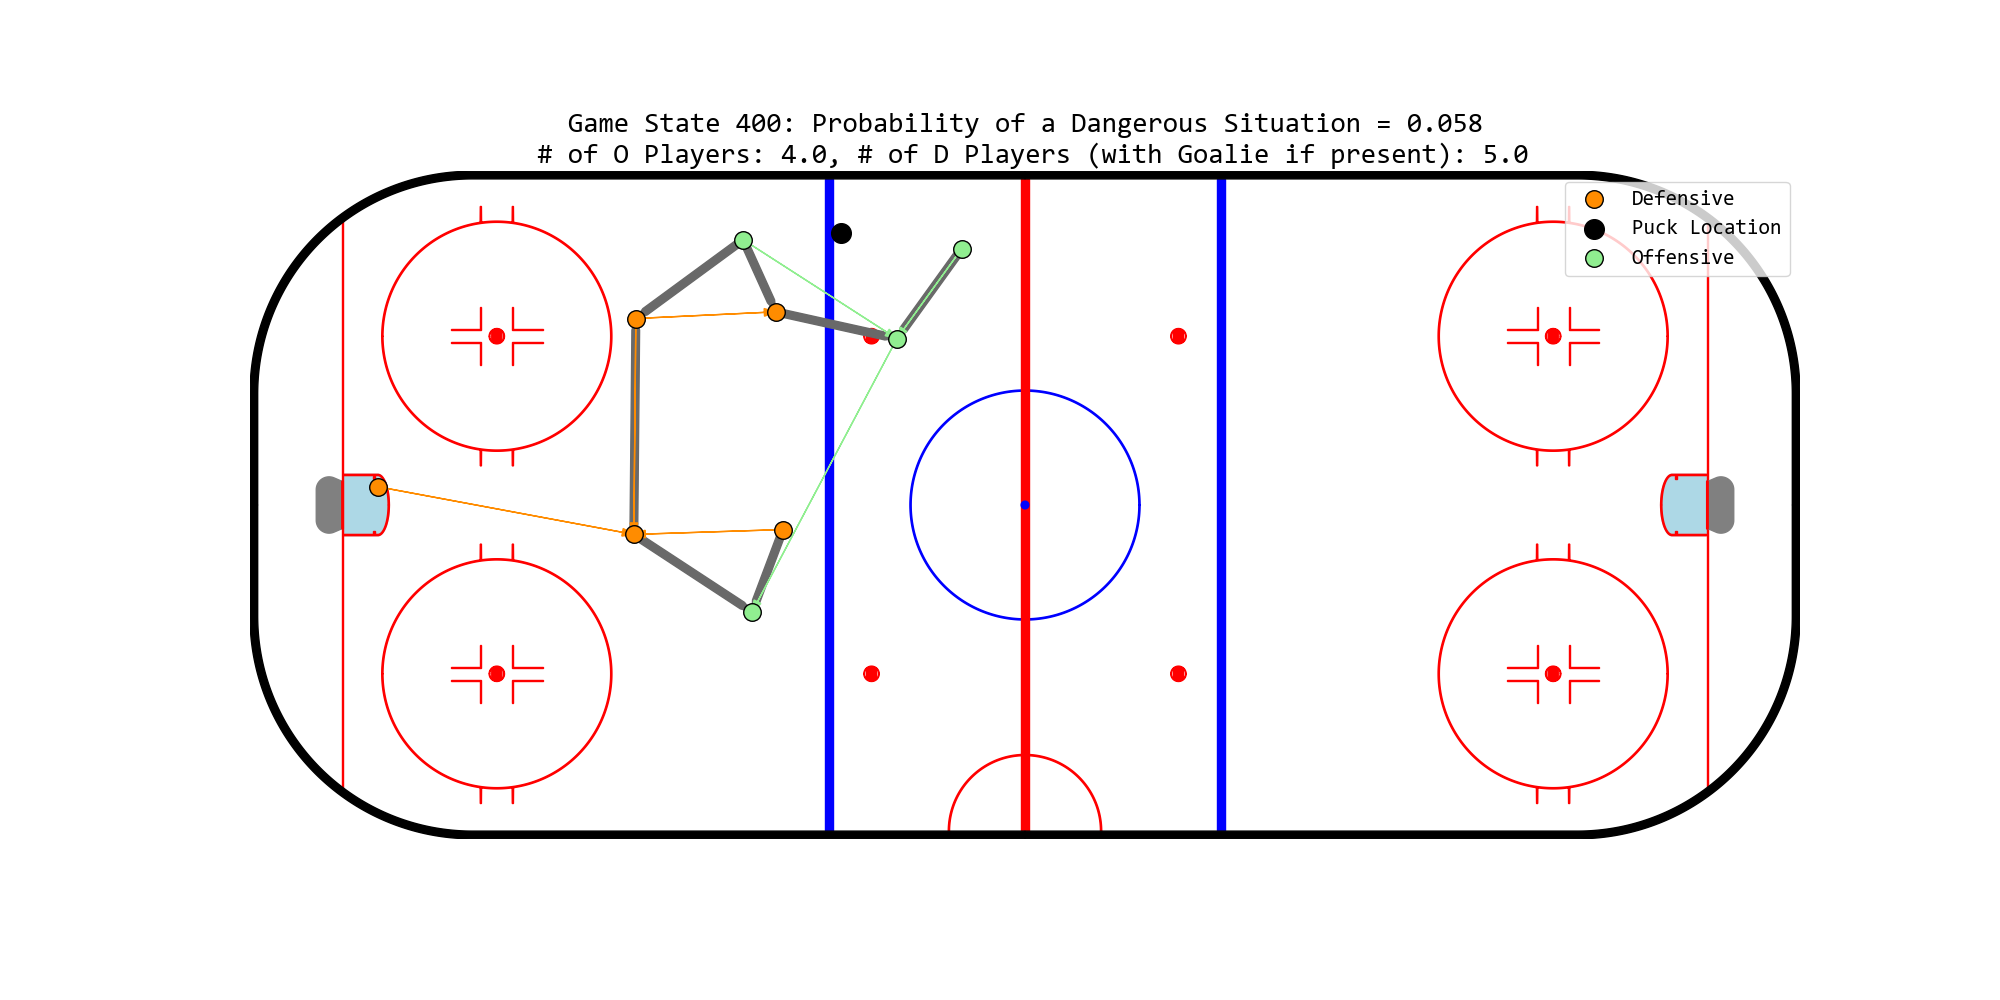 Game State 400: Probability of a Dangerous Situation = 0.058
# of O Players: 4.0, # of D Players (with Goalie if present): 5.0
Defensive
Puck Location
Offensive